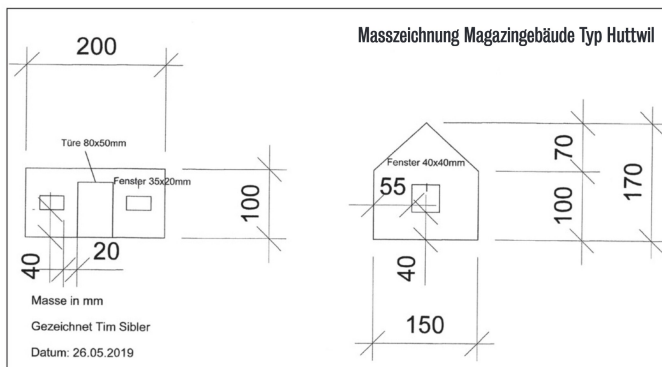 Masszeichnung Magazingebäude Typ Huttwil
200
Türe 80x50mm
Fenster 35x20mm
100
40
20
Masse in mm
Gezeichnet Tim Sibler
Datum: 26.05.2019
Fenster 40x40mm
55
40
150
70
100
170